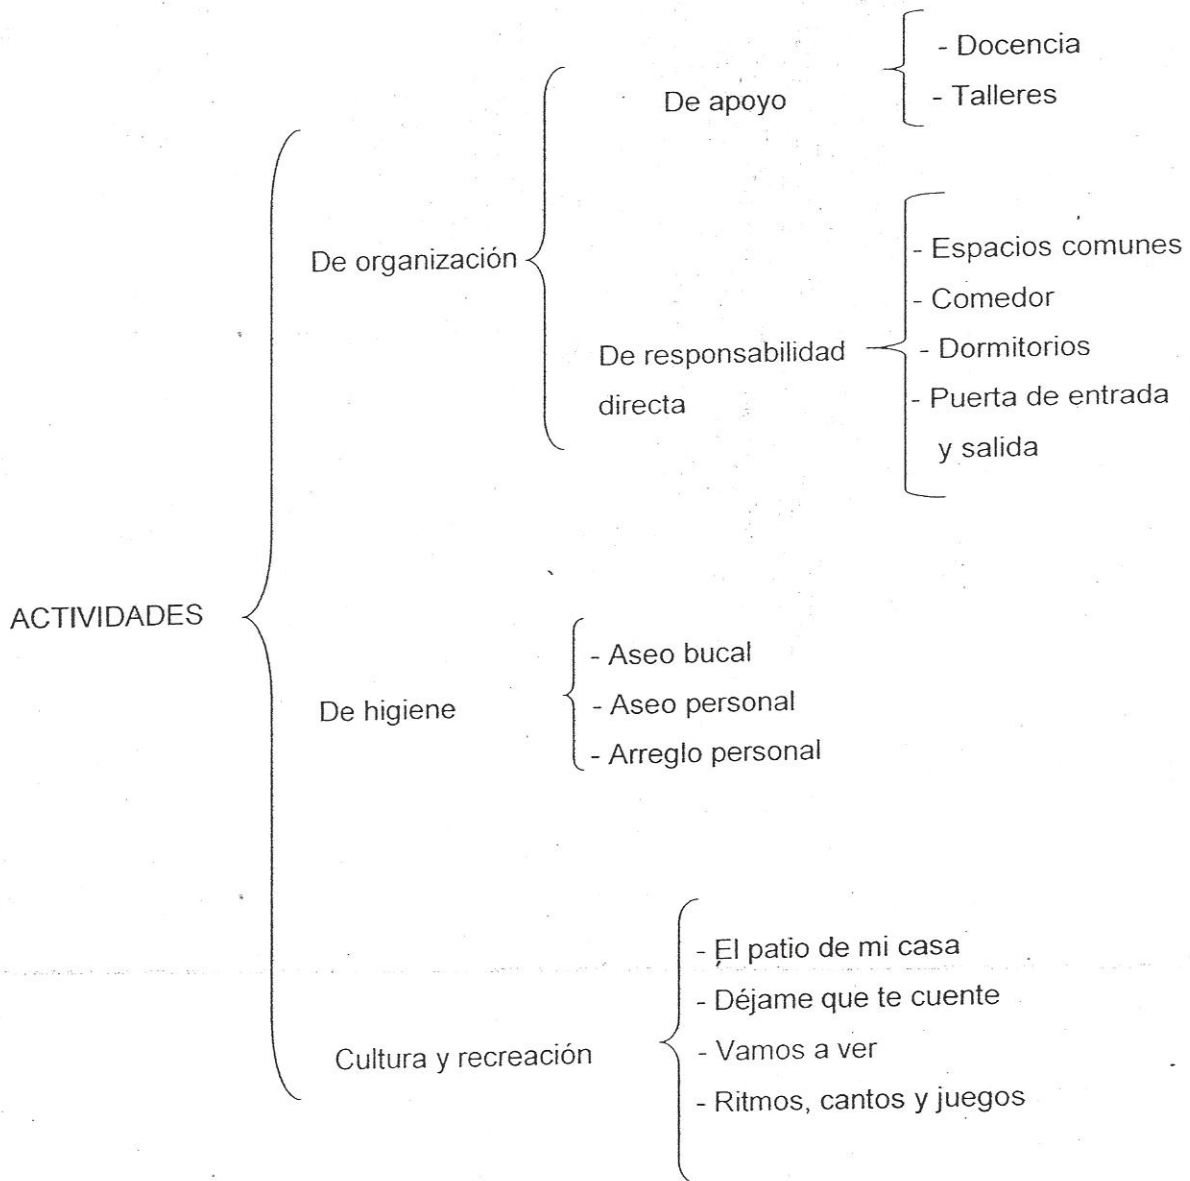 ACTIVIDADES
De organización
De apoyo
- Docencia
- Talleres
De responsabilidad
directa
- Espacios comunes
- Comedor
- Dormitorios
- Puerta de entrada
y salida
De higiene
- Aseo bucal
- Aseo personal
- Arreglo personal
Cultura y recreación
- El patio de mi casa
- Déjame que te cuente
- Vamos a ver
- Ritmos, cantos y juegos